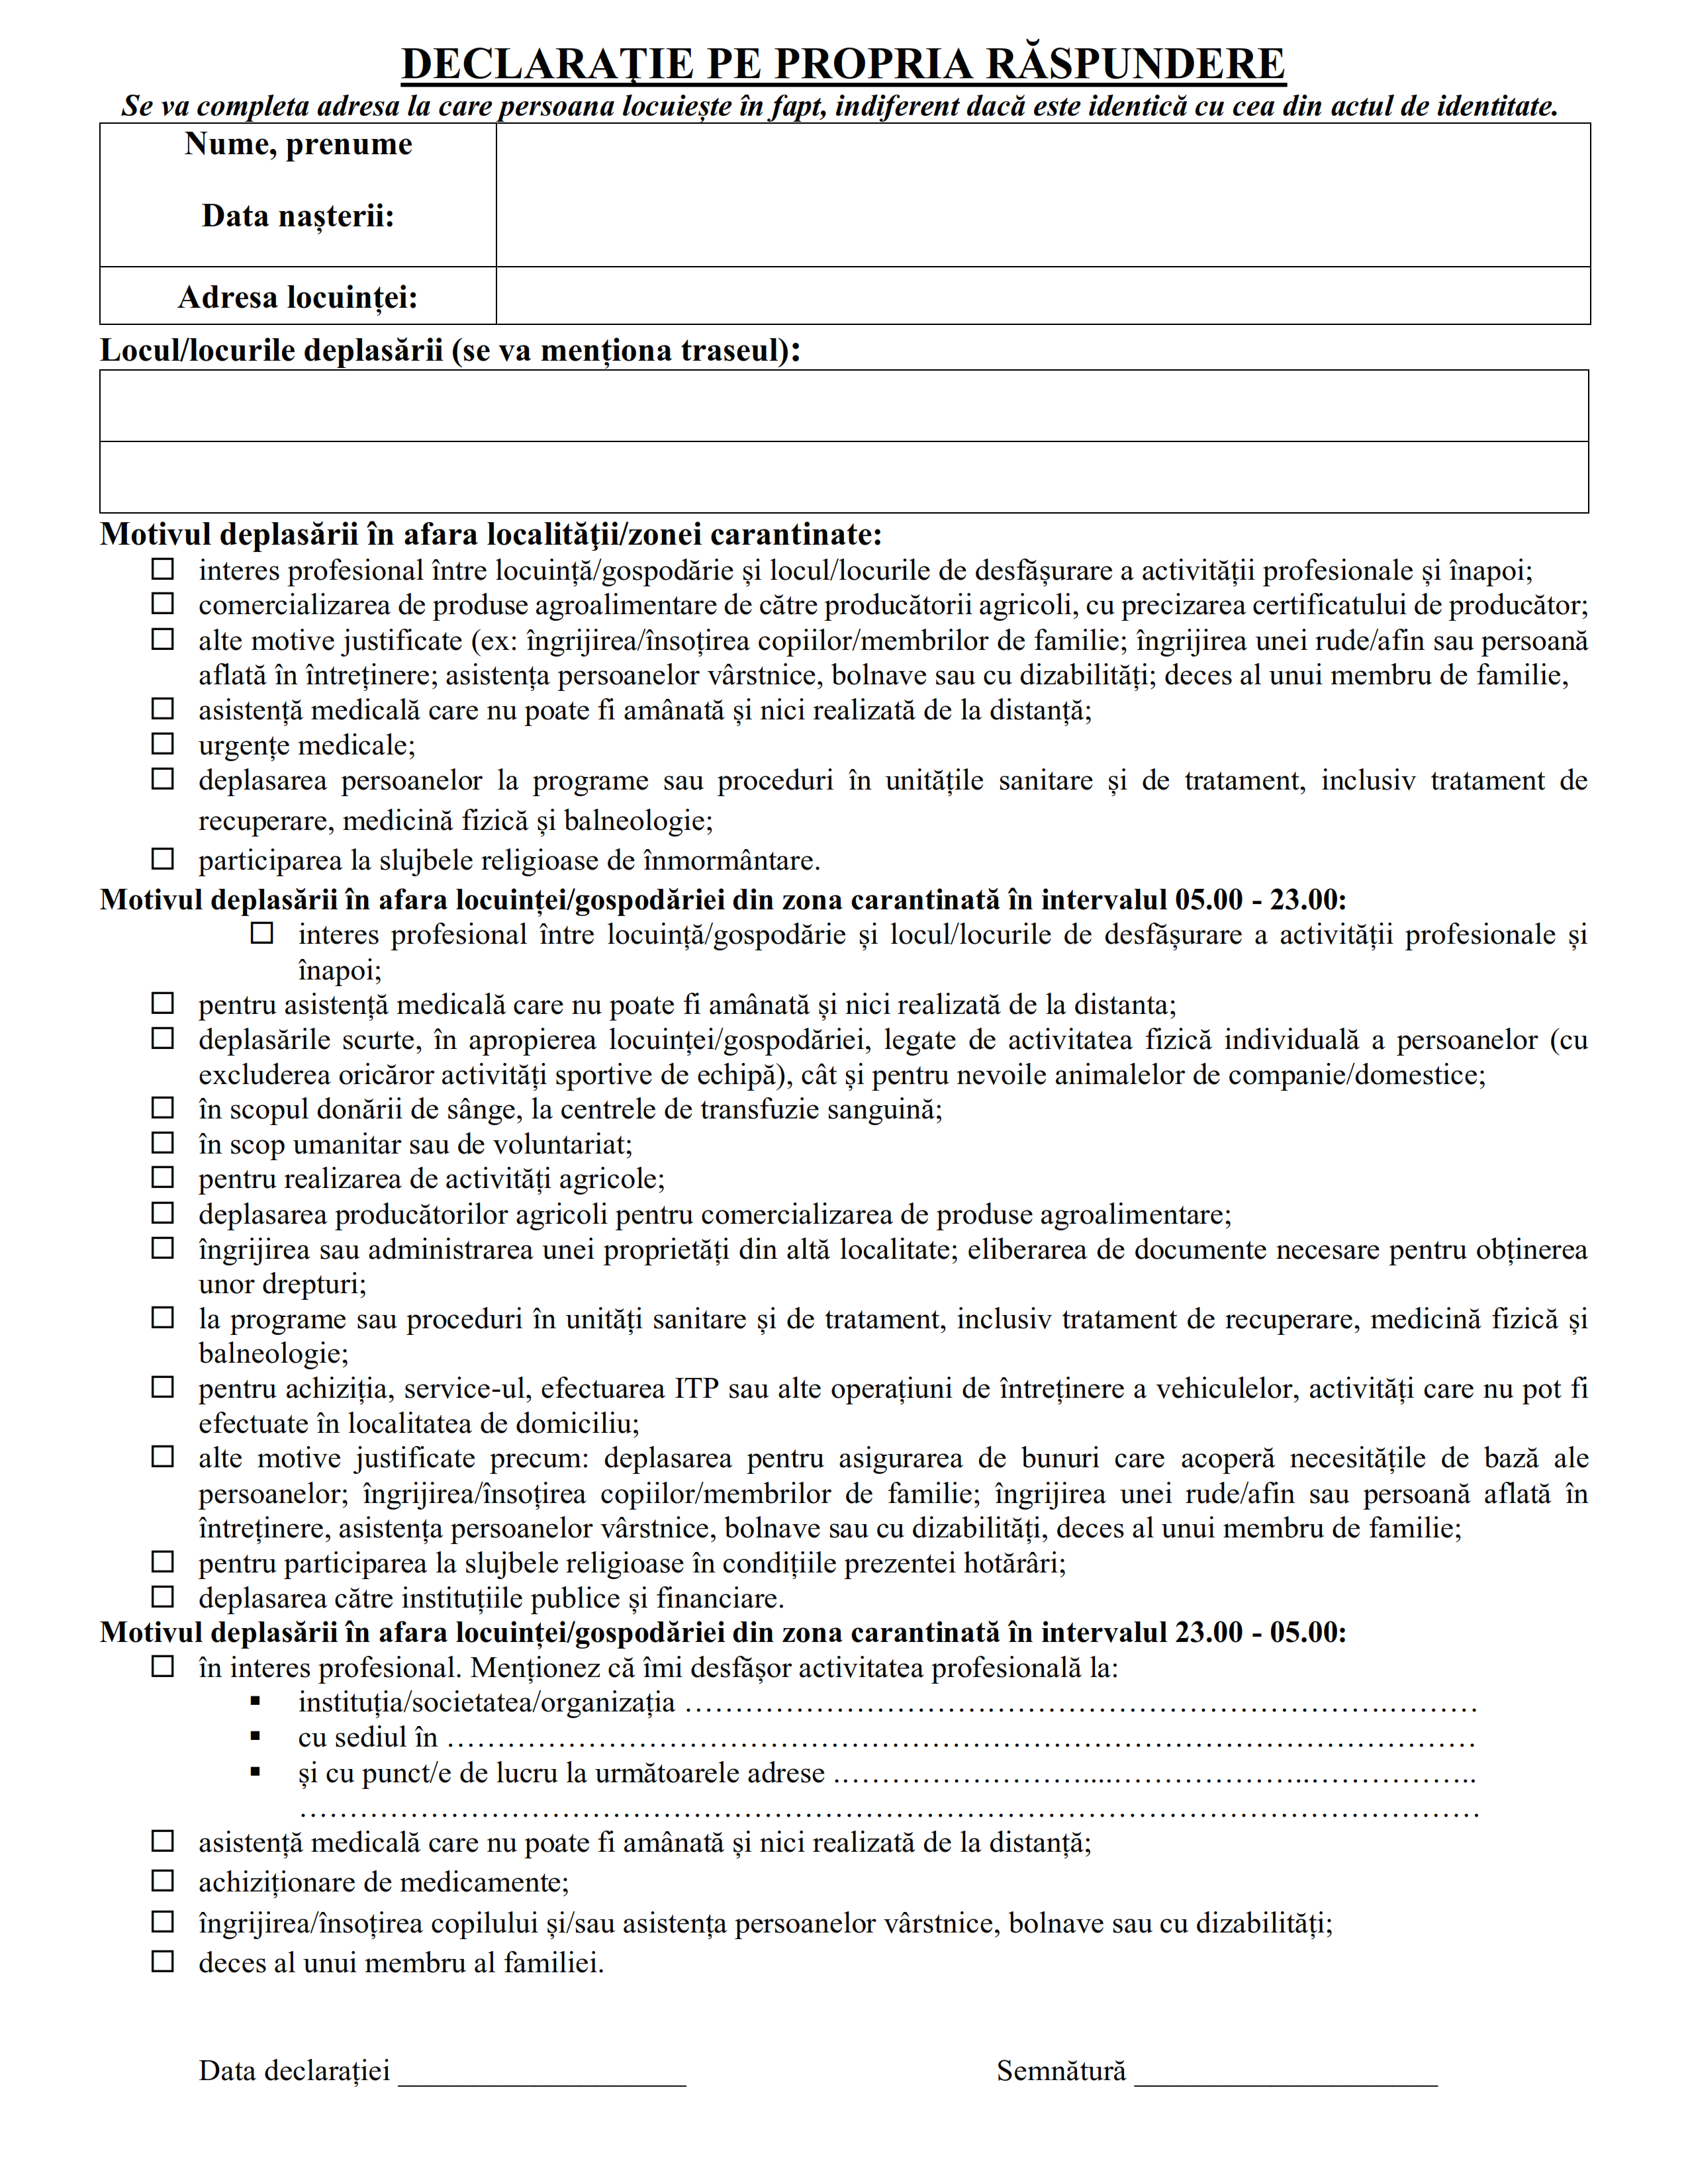 DECLARAŢIE PE PROPRIA RĂSPUNDERE
Se va completa adresa la care persoana locuiește în fapt, indiferent dacă este identică cu cea din actul de identitate.
Nume, prenume
Data nașterii:
Adresa locuinței:
Locul/locurile deplasării (se va menționa traseul):
Motivul deplasării în afara localităţii/zonei carantinate:
☐ interes profesional între locuință/gospodărie și locul/locurile de desfășurare a activității profesionale și înapoi;
☐ comercializarea de produse agroalimentare de către producătorii agricoli, cu precizarea certificatului de producător;
☐ alte motive justificate (ex: îngrijirea/însoțirea copiilor/membrilor de familie; îngrijirea unei rude/afin sau persoană
aflată în întreținere; asistența persoanelor vârstnice, bolnave sau cu dizabilități; deces al unui membru de familie,
☐ asistență medicală care nu poate fi amânată și nici realizată de la distanță;
☐ urgențe medicale;
☐ deplasarea persoanelor la programe sau proceduri în unitățile sanitare și de tratament, inclusiv tratament de
recuperare, medicină fizică și balneologie;
☐ participarea la slujbele religioase de înmormântare.
Motivul deplasării în afara locuinței/gospodăriei din zona carantinată în intervalul 05.00 - 23.00:
☐ interes profesional între locuință/gospodărie și locul/locurile de desfășurare a activității profesionale și
înapoi;
☐ pentru asistență medicală care nu poate fi amânată și nici realizată de la distanta;
☐ deplasările scurte, în apropierea locuinței/gospodăriei, legate de activitatea fizică individuală a persoanelor (cu
excluderea oricăror activități sportive de echipă), cât și pentru nevoile animalelor de companie/domestice;
☐ în scopul donării de sânge, la centrele de transfuzie sanguină;
☐ în scop umanitar sau de voluntariat;
☐ pentru realizarea de activități agricole;
☐ deplasarea producătorilor agricoli pentru comercializarea de produse agroalimentare;
☐ îngrijirea sau administrarea unei proprietăți din altă localitate; eliberarea de documente necesare pentru obținerea
unor drepturi;
☐ la programe sau proceduri în unități sanitare și de tratament, inclusiv tratament de recuperare, medicină fizică și
balneologie;
☐ pentru achiziția, service-ul, efectuarea ITP sau alte operațiuni de întreținere a vehiculelor, activități care nu pot fi
efectuate în localitatea de domiciliu;
☐ alte motive justificate precum: deplasarea pentru asigurarea de bunuri care acoperă necesitățile de bază ale
persoanelor; îngrijirea/însoțirea copiilor/membrilor de familie; îngrijirea unei rude/afin sau persoană aflată în
întreținere, asistența persoanelor vârstnice, bolnave sau cu dizabilități, deces al unui membru de familie;
☐ pentru participarea la slujbele religioase în condițiile prezentei hotărâri;
☐ deplasarea către instituțiile publice și financiare.
Motivul deplasării în afara locuinței/gospodăriei din zona carantinată în intervalul 23.00 - 05.00:
☐ în interes profesional. Menționez că îmi desfășor activitatea profesională la:
▪ instituția/societatea/organizația …………………………………………………………….………
▪ cu sediul în …………………………………………………………………………………………
▪ și cu punct/e de lucru la următoarele adrese .……………………....………………..……………..
………………………………………………………………………………………………………
☐ asistență medicală care nu poate fi amânată și nici realizată de la distanță;
☐ achiziționare de medicamente;
☐ îngrijirea/însoțirea copilului și/sau asistența persoanelor vârstnice, bolnave sau cu dizabilități;
☐ deces al unui membru al familiei.
Data declarației ___________________ Semnătură ____________________